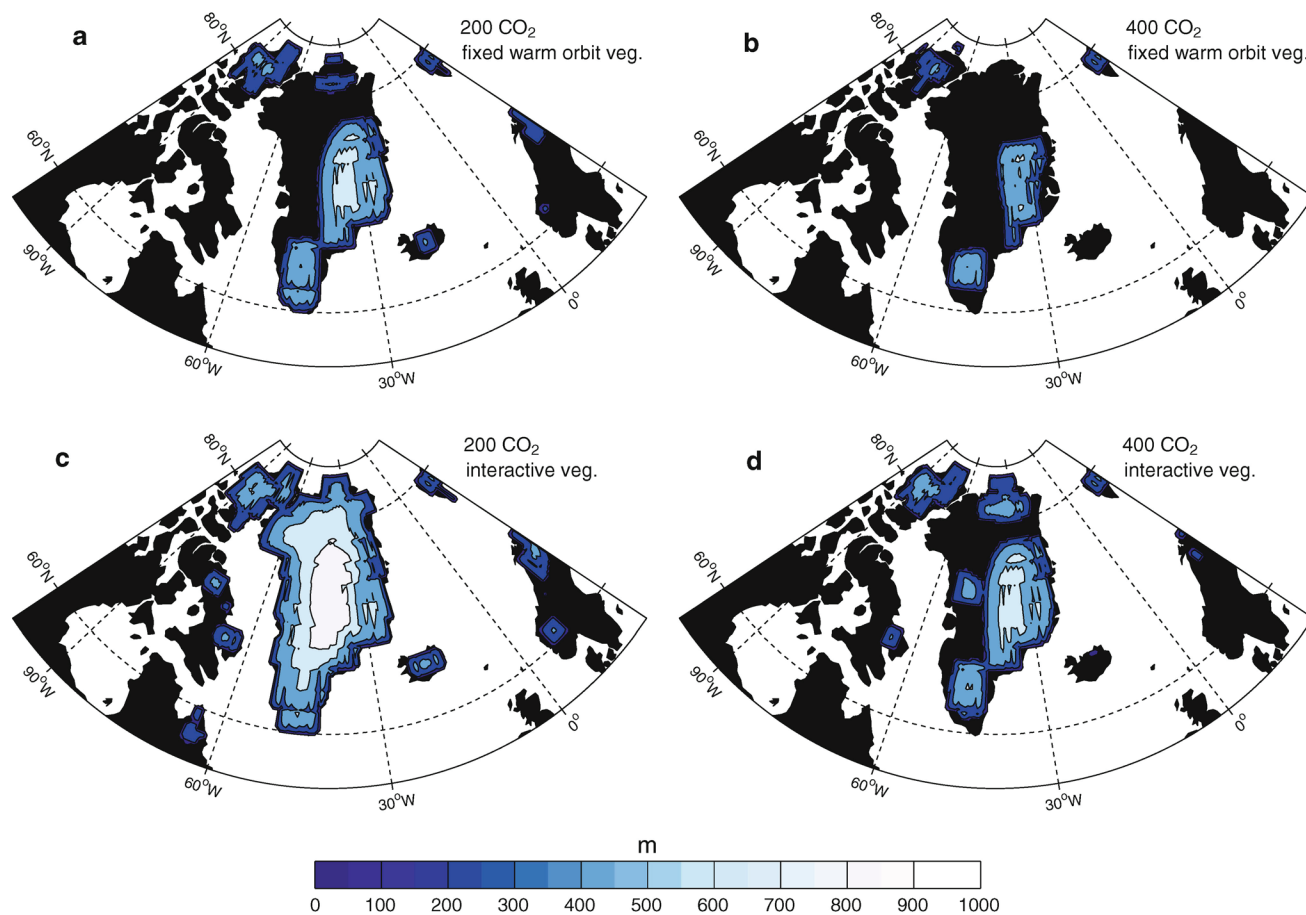 a
200 CO₂
fixed warm orbit veg.
80°N
60°N
90°W
60°W
30°W
0°
b
400 CO₂
fixed warm orbit veg.
80°N
60°N
90°W
60°W
30°W
0°
c
200 CO₂
interactive veg.
80°N
60°N
90°W
60°W
30°W
0°
d
400 CO₂
interactive veg.
80°N
60°N
90°W
60°W
30°W
0°
m
0 100 200 300 400 500 600 700 800 900 1000